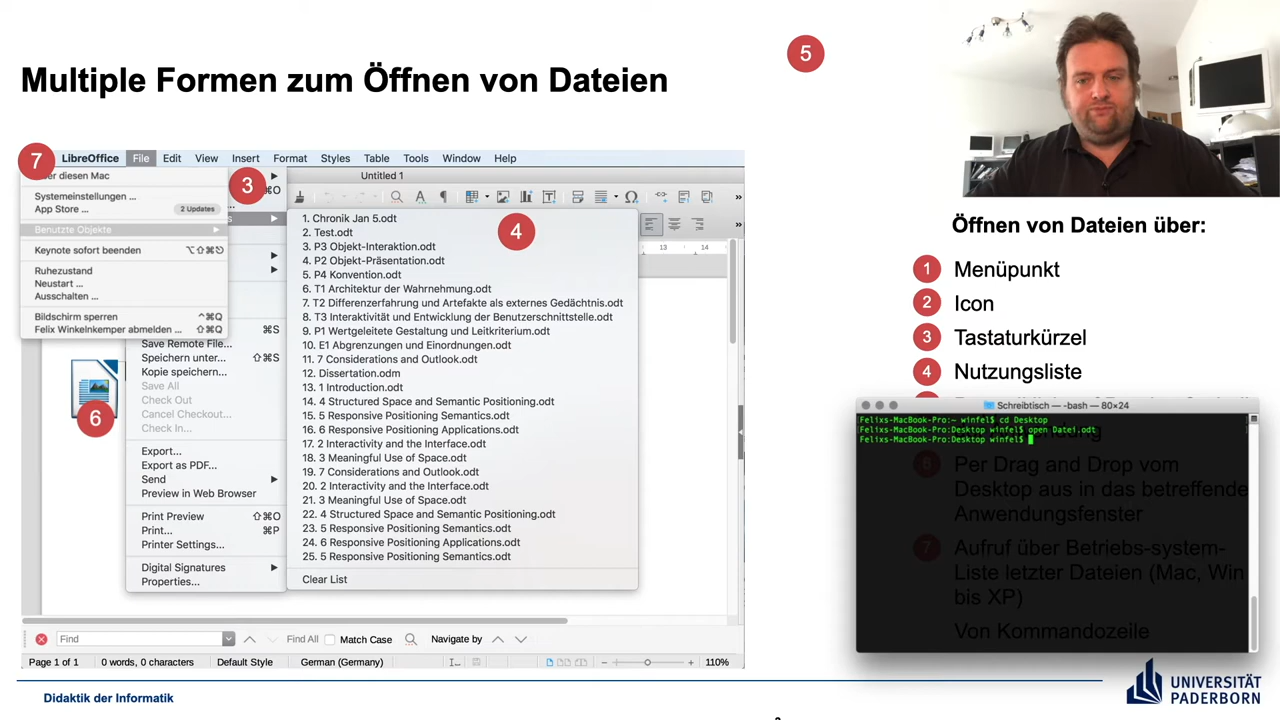 5
Multiple Formen zum Öffnen von Dateien
7
LibreOffice File Edit View Insert Format Styles Table Tools Window Help
er diesen Mac
3
Untitled 1
Systemeinstellungen ...
App Store ... 2 Updates
Benutzte Objekte
Keynote sofort beenden
Ruhezustand
Neustart ...
Ausschalten ...
Bildschirm sperren ^⌘Q
Felix Winkelnkemper abmelden ... ⇧⌘Q
⌘S
Save Remote File...
Speichern unter... ⇧⌘S
Kopie speichern...
Save All
Check Out
Cancel Checkout...
Check In...
Export...
Export as PDF...
Send
Preview in Web Browser
Print Preview ⇧⌘O
Print... ⌘P
Printer Settings...
Digital Signatures
Properties...
6
4
1. Chronik Jan 5.odt
2. Test.odt
3. P3 Objekt-Interaktion.odt
4. P2 Objekt-Präsentation.odt
5. P4 Konvention.odt
6. T1 Architektur der Wahrnehmung.odt
7. T2 Differenzerfahrung und Artefakte als externes Gedächtnis.odt
8. T3 Interaktivität und Entwicklung der Benutzerschnittstelle.odt
9. P1 Wertgeleitete Gestaltung und Leitkriterium.odt
10. E1 Abgrenzungen und Einordnungen.odt
11. 7 Considerations and Outlook.odt
12. Dissertation.odm
13. 1 Introduction.odt
14. 4 Structured Space and Semantic Positioning.odt
15. 5 Responsive Positioning Semantics.odt
16. 6 Responsive Positioning Applications.odt
17. 2 Interactivity and the Interface.odt
18. 3 Meaningful Use of Space.odt
19. 7 Considerations and Outlook.odt
20. 2 Interactivity and the Interface.odt
21. 3 Meaningful Use of Space.odt
22. 4 Structured Space and Semantic Positioning.odt
23. 5 Responsive Positioning Semantics.odt
24. 6 Responsive Positioning Applications.odt
25. 5 Responsive Positioning Semantics.odt
Clear List
13 14 15 16
Find Find All Match Case Navigate by
Page 1 of 1 0 words, 0 characters Default Style German (Germany) 110%
Öffnen von Dateien über:
1 Menüpunkt
2 Icon
3 Tastaturkürzel
4 Nutzungsliste
Schreibtisch — -bash — 80×24
Felixs-MacBook-Pro:~ winfel$ cd Desktop
Felixs-MacBook-Pro:Desktop winfel$ open Datei.odt
Felixs-MacBook-Pro:Desktop winfel$
6 Per Drag and Drop vom
Desktop aus in das betreffende
Anwendungsfenster
7 Aufruf über Betriebs-system-
Liste letzter Dateien (Mac, Win
bis XP)
Von Kommandozeile
Didaktik der Informatik
UNIVERSITÄT
PADERBORN